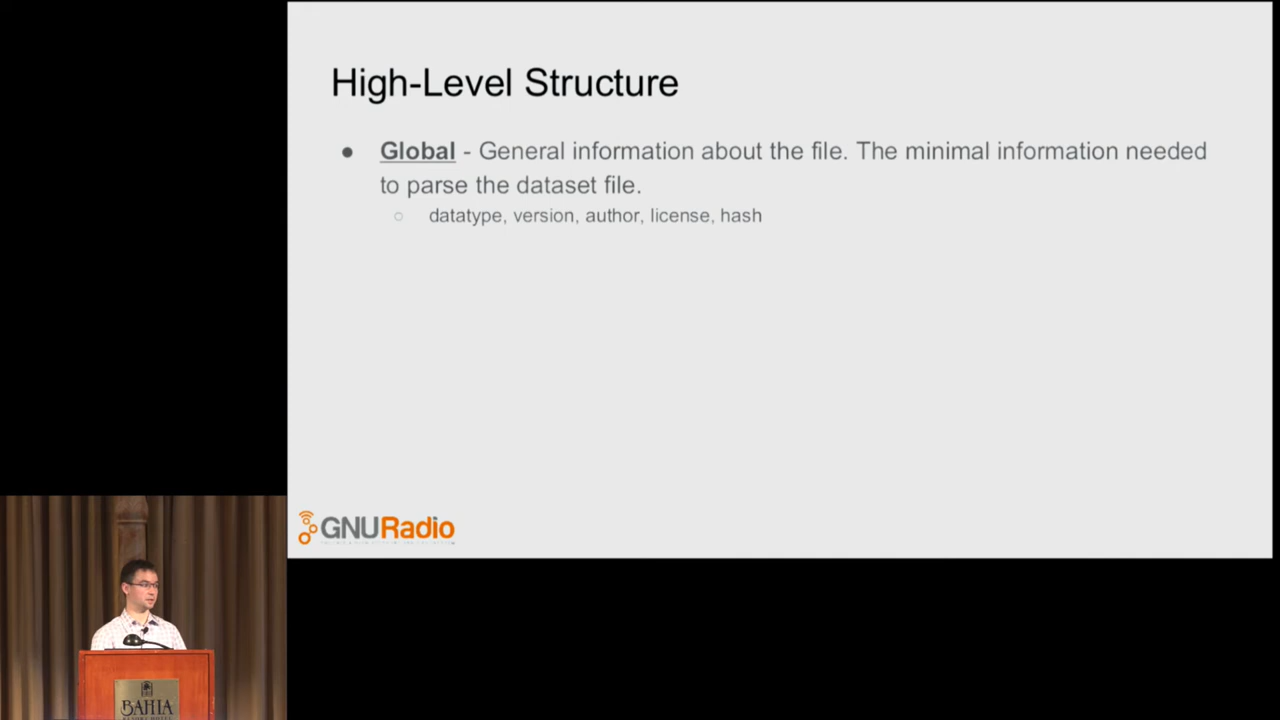 High-Level Structure
● Global - General information about the file. The minimal information needed
to parse the dataset file.
○ datatype, version, author, license, hash
GNURadio
BAHIA